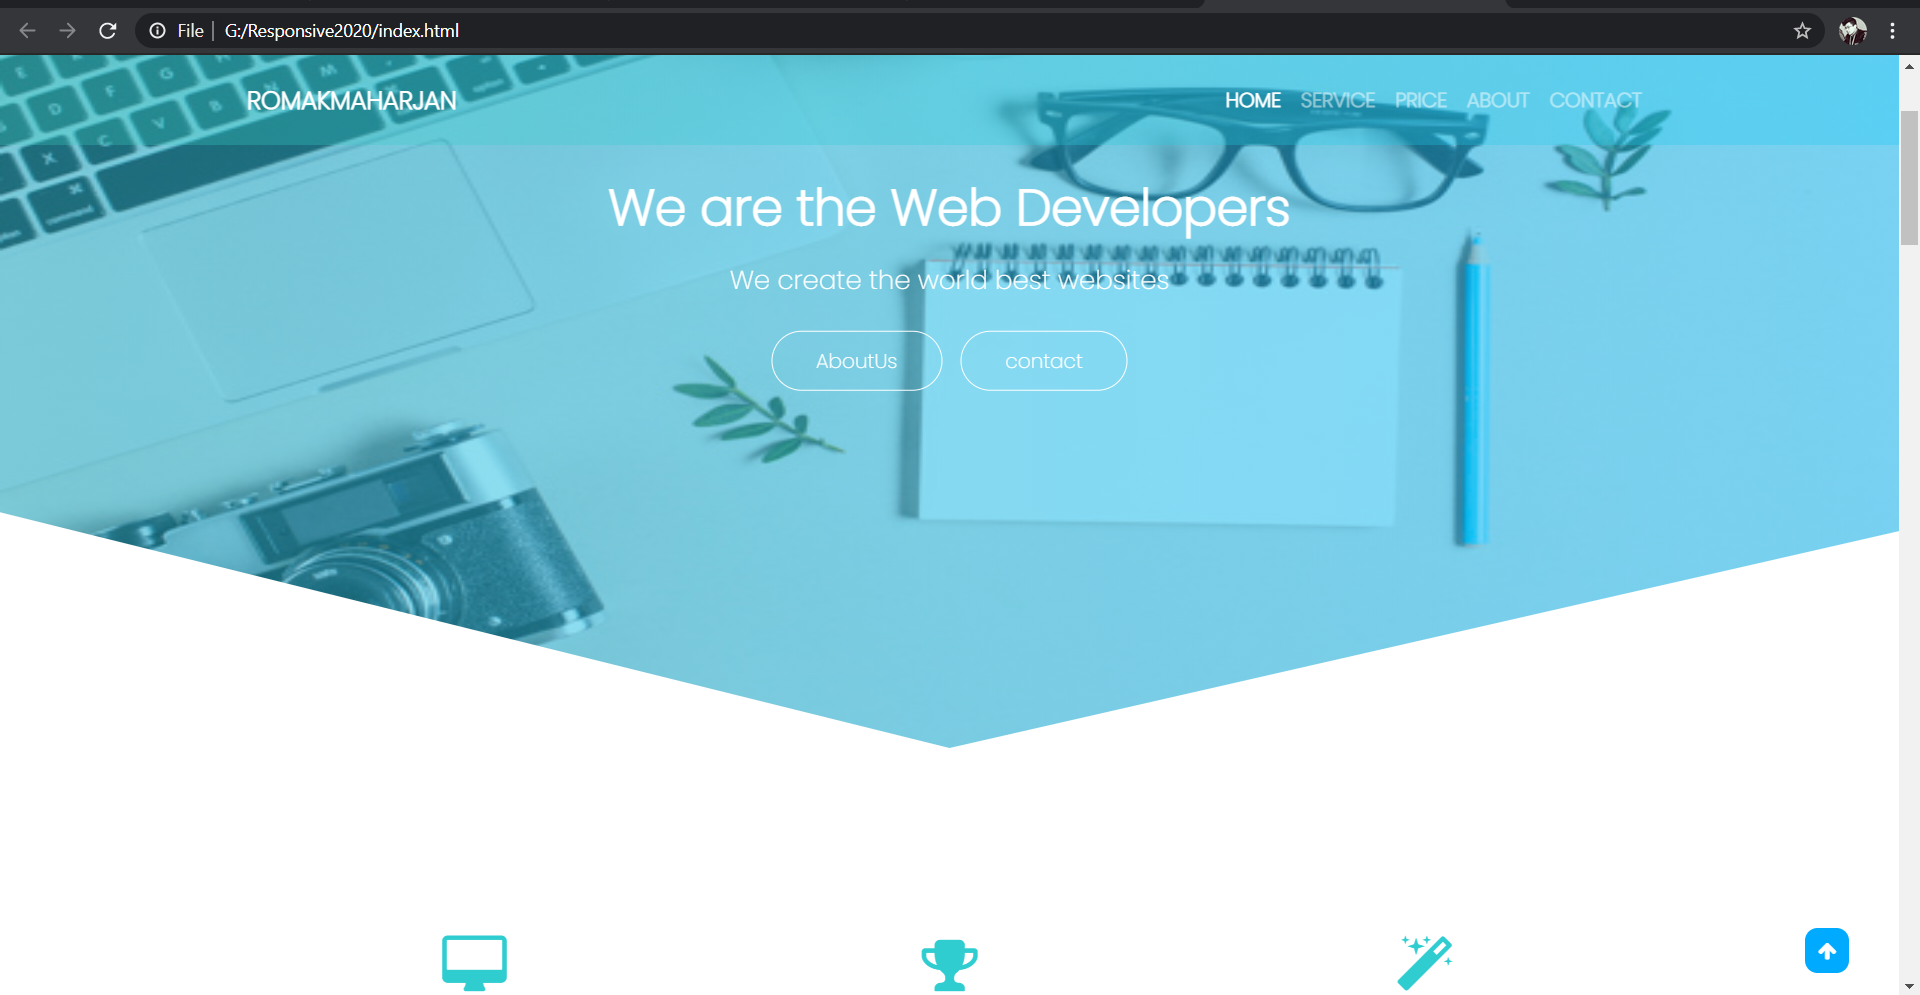 File | G:/Responsive2020/index.html
ROMAKMAHARJAN
HOME SERVICE PRICE ABOUT CONTACT
We are the Web Developers
We create the world best websites
AboutUs contact
E
G
M
D
F
N
B
V
C
X
⌘
command